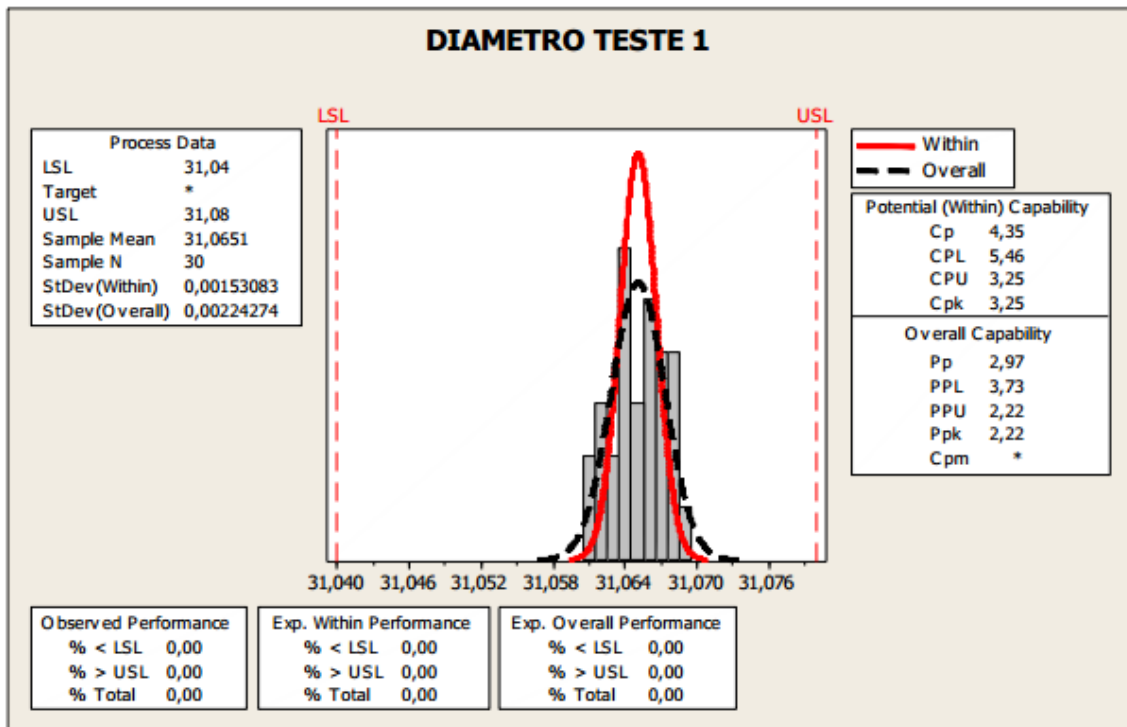 DIAMETRO TESTE 1
LSL USL
Process Data
LSL 31,04
Target *
USL 31,08
Sample Mean 31,0651
Sample N 30
StDev(Within) 0,00153083
StDev(Overall) 0,00224274
Within
Overall
Potential (Within) Capability
Cp 4,35
CPL 5,46
CPU 3,25
Cpk 3,25
Overall Capability
Pp 2,97
PPL 3,73
PPU 2,22
Ppk 2,22
Cpm *
31,040 31,046 31,052 31,058 31,064 31,070 31,076
Observed Performance
% < LSL 0,00
% > USL 0,00
% Total 0,00
Exp. Within Performance
% < LSL 0,00
% > USL 0,00
% Total 0,00
Exp. Overall Performance
% < LSL 0,00
% > USL 0,00
% Total 0,00